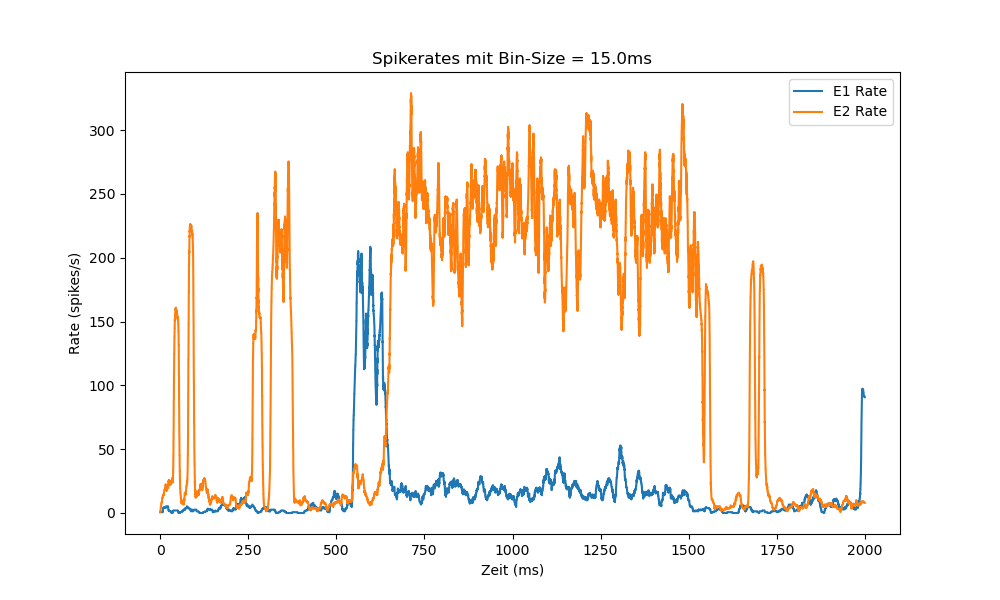 Spikerates mit Bin-Size = 15.0ms
E1 Rate
E2 Rate
300
250
200
150
100
50
0
Rate (spikes/s)
0 250 500 750 1000 1250 1500 1750 2000
Zeit (ms)